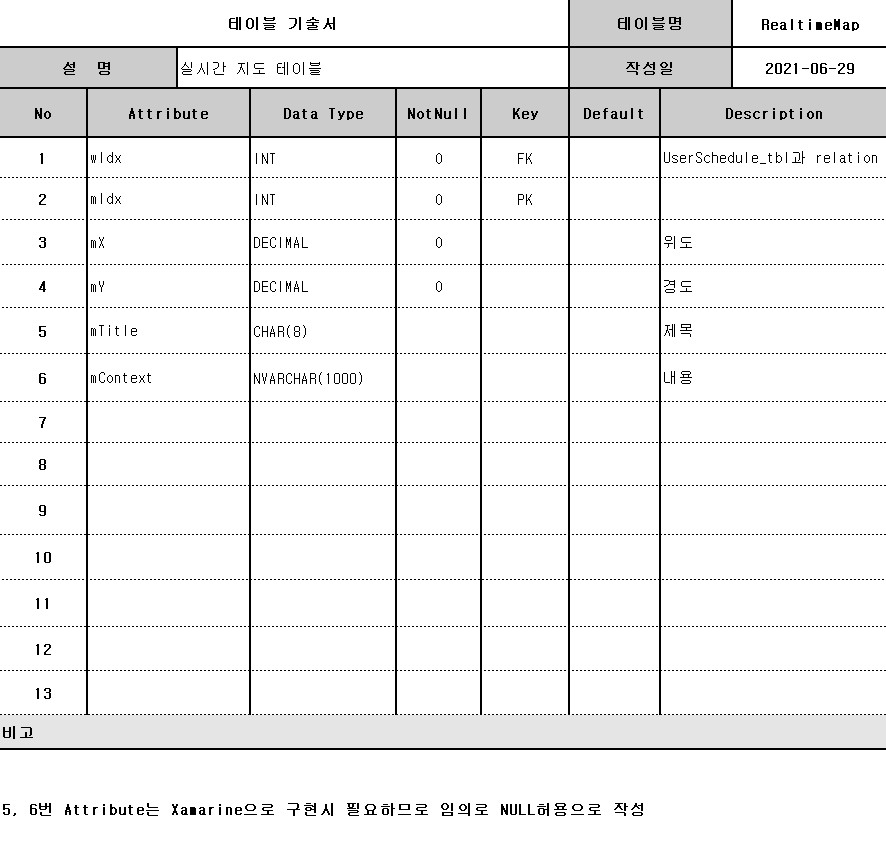 테이블 기술서 테이블명 RealtimeMap
설 명 실시간 지도 테이블 작성일 2021-06-29
No Attribute Data Type NotNull Key Default Description
1 wIdx INT O FK UserSchedule_tbl과 relation
2 mIdx INT O PK
3 mX DECIMAL O 위도
4 mY DECIMAL O 경도
5 mTitle CHAR(8) 제목
6 mContext NVARCHAR(1000) 내용
7
8
9
10
11
12
13
비고
5, 6번 Attribute는 Xamarine으로 구현시 필요하므로 임의로 NULL허용으로 작성